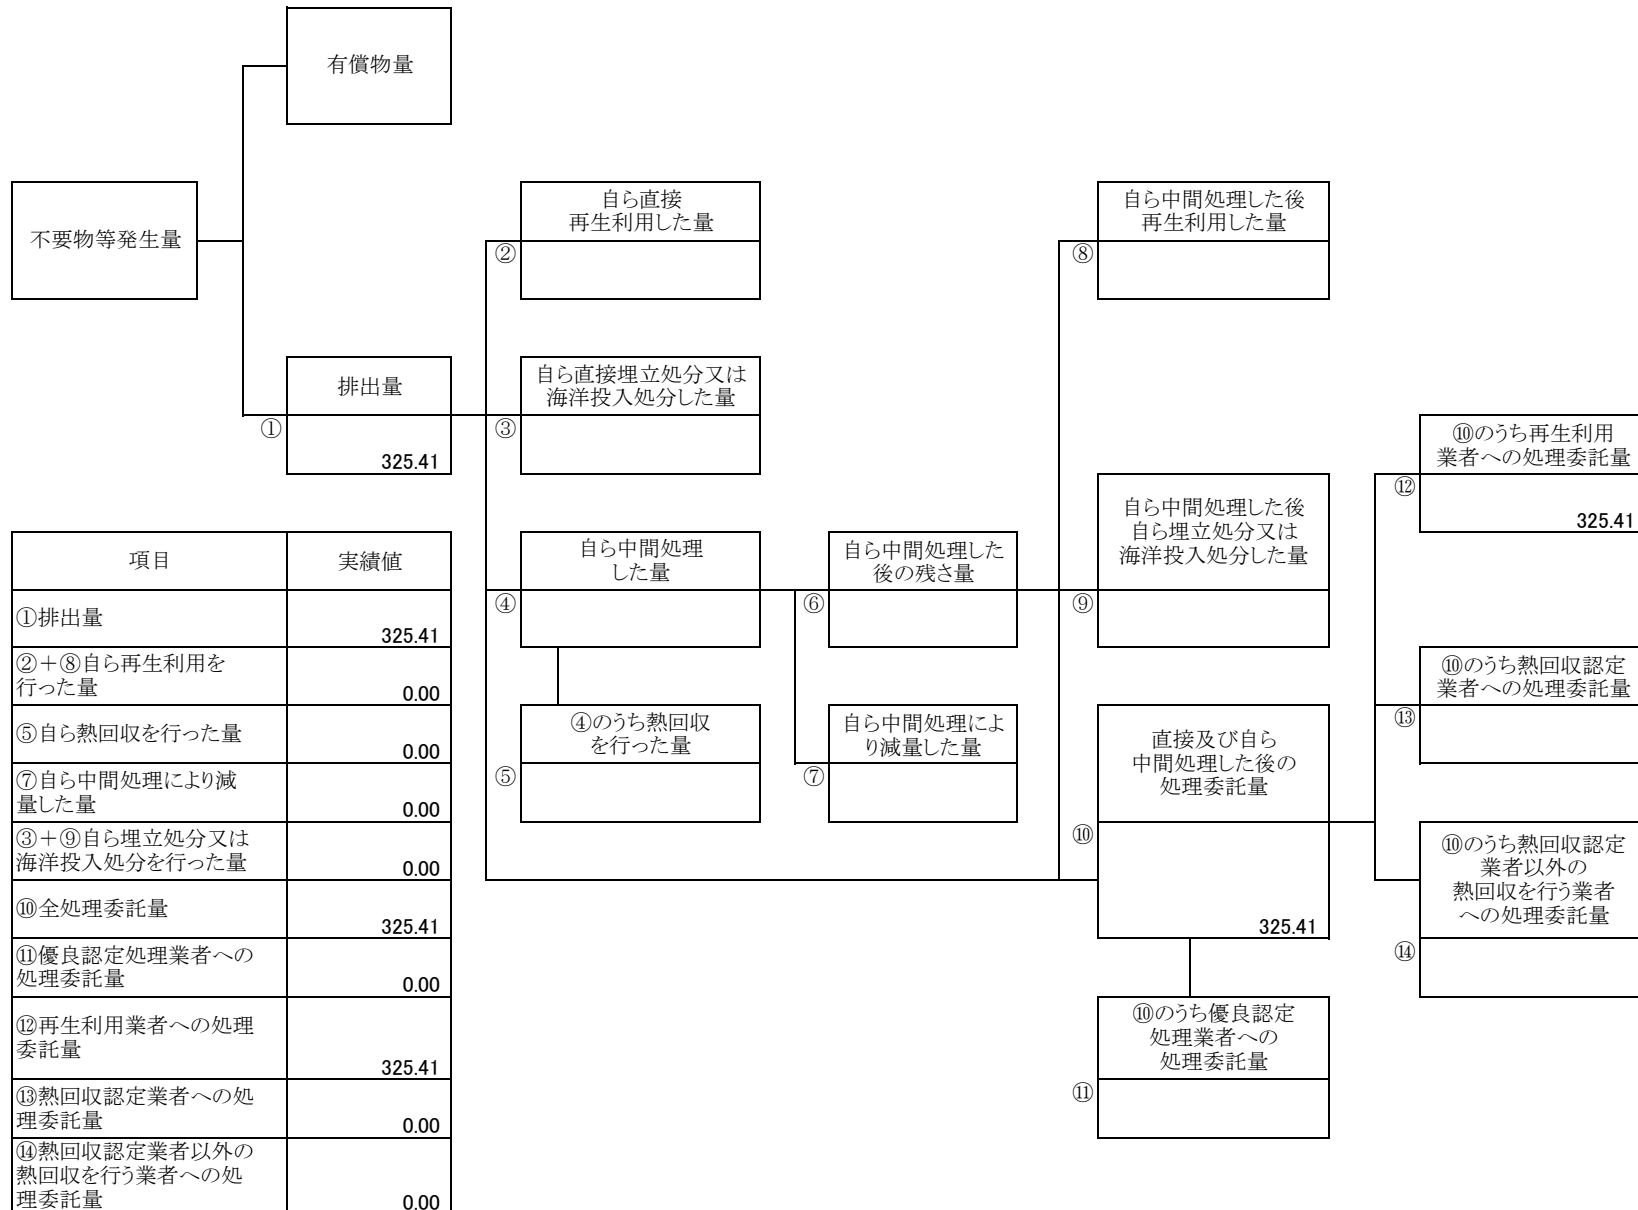 有償物量
不要物等発生量
自ら直接
再生利用した量
②
自ら中間処理した後
再生利用した量
⑧
排出量
①
325.41
自ら直接埋立処分又は
海洋投入処分した量
③
⑩のうち再生利用
業者への処理委託量
⑫
325.41
自ら中間処理した後
自ら埋立処分又は
海洋投入処分した量
⑨
自ら中間処理
した量
④
自ら中間処理した
後の残さ量
⑥
⑩のうち熱回収認定
業者への処理委託量
⑬
④のうち熱回収
を行った量
⑤
自ら中間処理によ
り減量した量
⑦
直接及び自ら
中間処理した後の
処理委託量
⑩
325.41
⑩のうち熱回収認定
業者以外の
熱回収を行う業者
への処理委託量
⑭
⑩のうち優良認定
処理業者への
処理委託量
⑪
項目
実績値
①排出量
325.41
②+⑧自ら再生利用を
行った量
0.00
⑤自ら熱回収を行った量
0.00
⑦自ら中間処理により減
量した量
0.00
③+⑨自ら埋立処分又は
海洋投入処分を行った量
0.00
⑩全処理委託量
325.41
⑪優良認定処理業者への
処理委託量
0.00
⑫再生利用業者への処理
委託量
325.41
⑬熱回収認定業者への処
理委託量
0.00
⑭熱回収認定業者以外の
熱回収を行う業者への処
理委託量
0.00